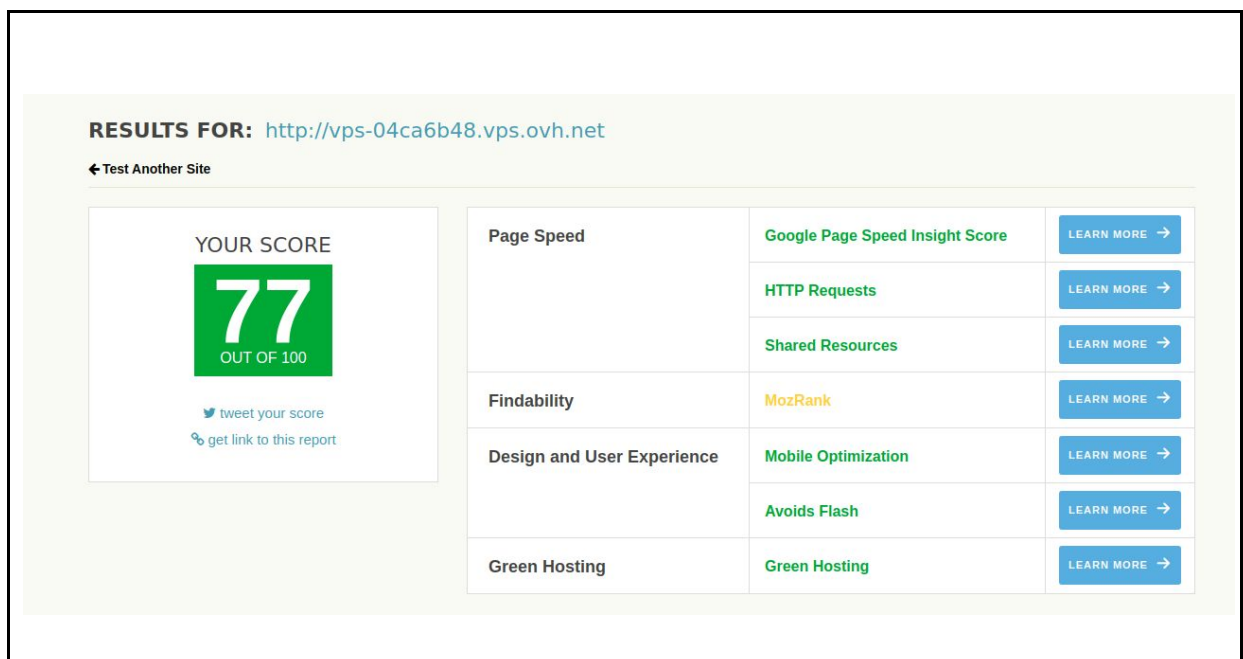 RESULTS FOR: http://vps-04ca6b48.vps.ovh.net
Test Another Site
YOUR SCORE
77
OUT OF 100
tweet your score
get link to this report
Page Speed
Google Page Speed Insight Score
LEARN MORE
HTTP Requests
LEARN MORE
Shared Resources
LEARN MORE
Findability
MozRank
LEARN MORE
Design and User Experience
Mobile Optimization
LEARN MORE
Avoids Flash
LEARN MORE
Green Hosting
Green Hosting
LEARN MORE